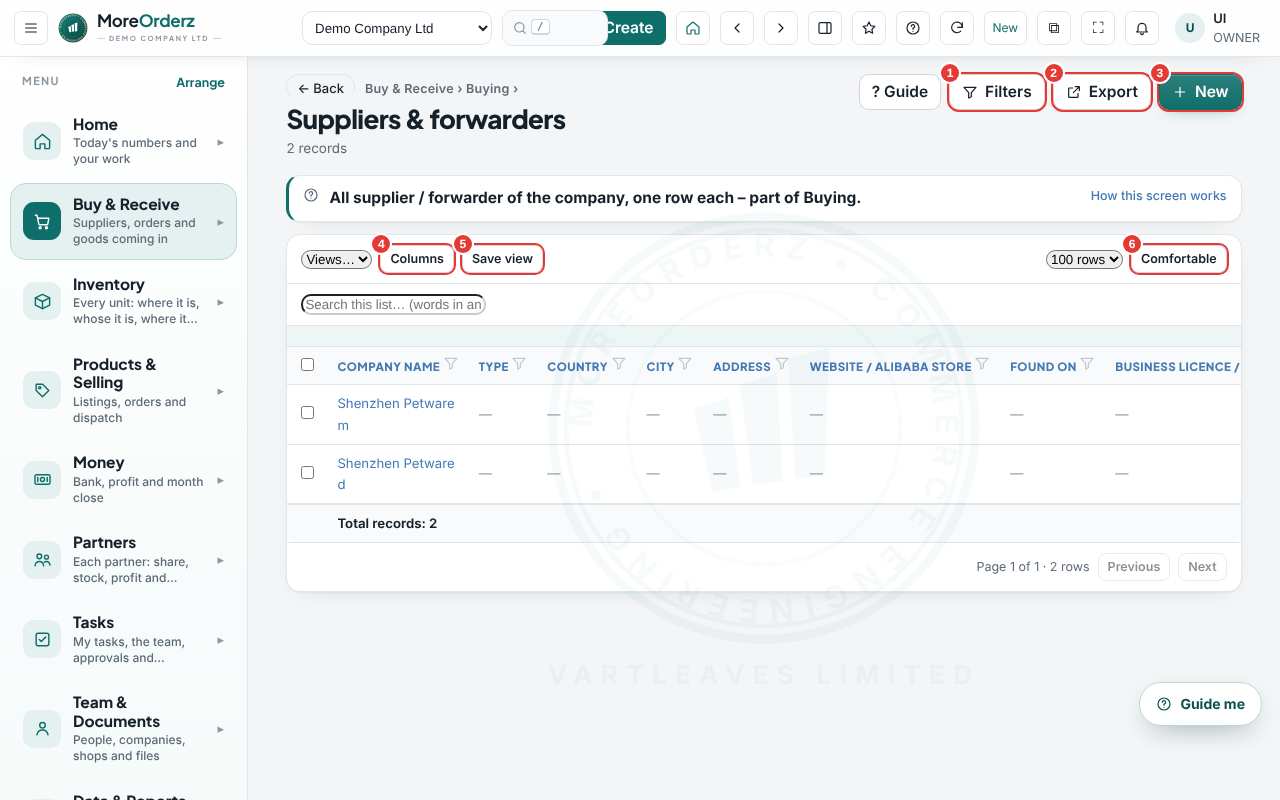 MoreOrderz
— DEMO COMPANY LTD —
Demo Company Ltd
/
Create
New
U
UI
OWNER
MENU
Arrange
Home
Today's numbers and
your work
Buy & Receive
Suppliers, orders and
goods coming in
Inventory
Every unit: where it is,
whose it is, where it...
Products &
Selling
Listings, orders and
dispatch
Money
Bank, profit and month
close
Partners
Each partner: share,
stock, profit and...
Tasks
My tasks, the team,
approvals and...
Team &
Documents
People, companies,
shops and files
Data & Reports
← Back
Buy & Receive › Buying ›
? Guide
1
Filters
2
Export
3
+ New
Suppliers & forwarders
2 records
All supplier / forwarder of the company, one row each – part of Buying.
How this screen works
Views...
4
Columns
5
Save view
100 rows
6
Comfortable
Search this list... (words in an
COMPANY NAME
TYPE
COUNTRY
CITY
ADDRESS
WEBSITE / ALIBABA STORE
FOUND ON
BUSINESS LICENCE /
Shenzhen Petware
m
— — — — — — —
Shenzhen Petware
d
— — — — — — —
Total records: 2
Page 1 of 1 · 2 rows
Previous
Next
MOREORDERZ • COMMERCE ENGINEERING •
VARTLEAVES LIMITED
Guide me